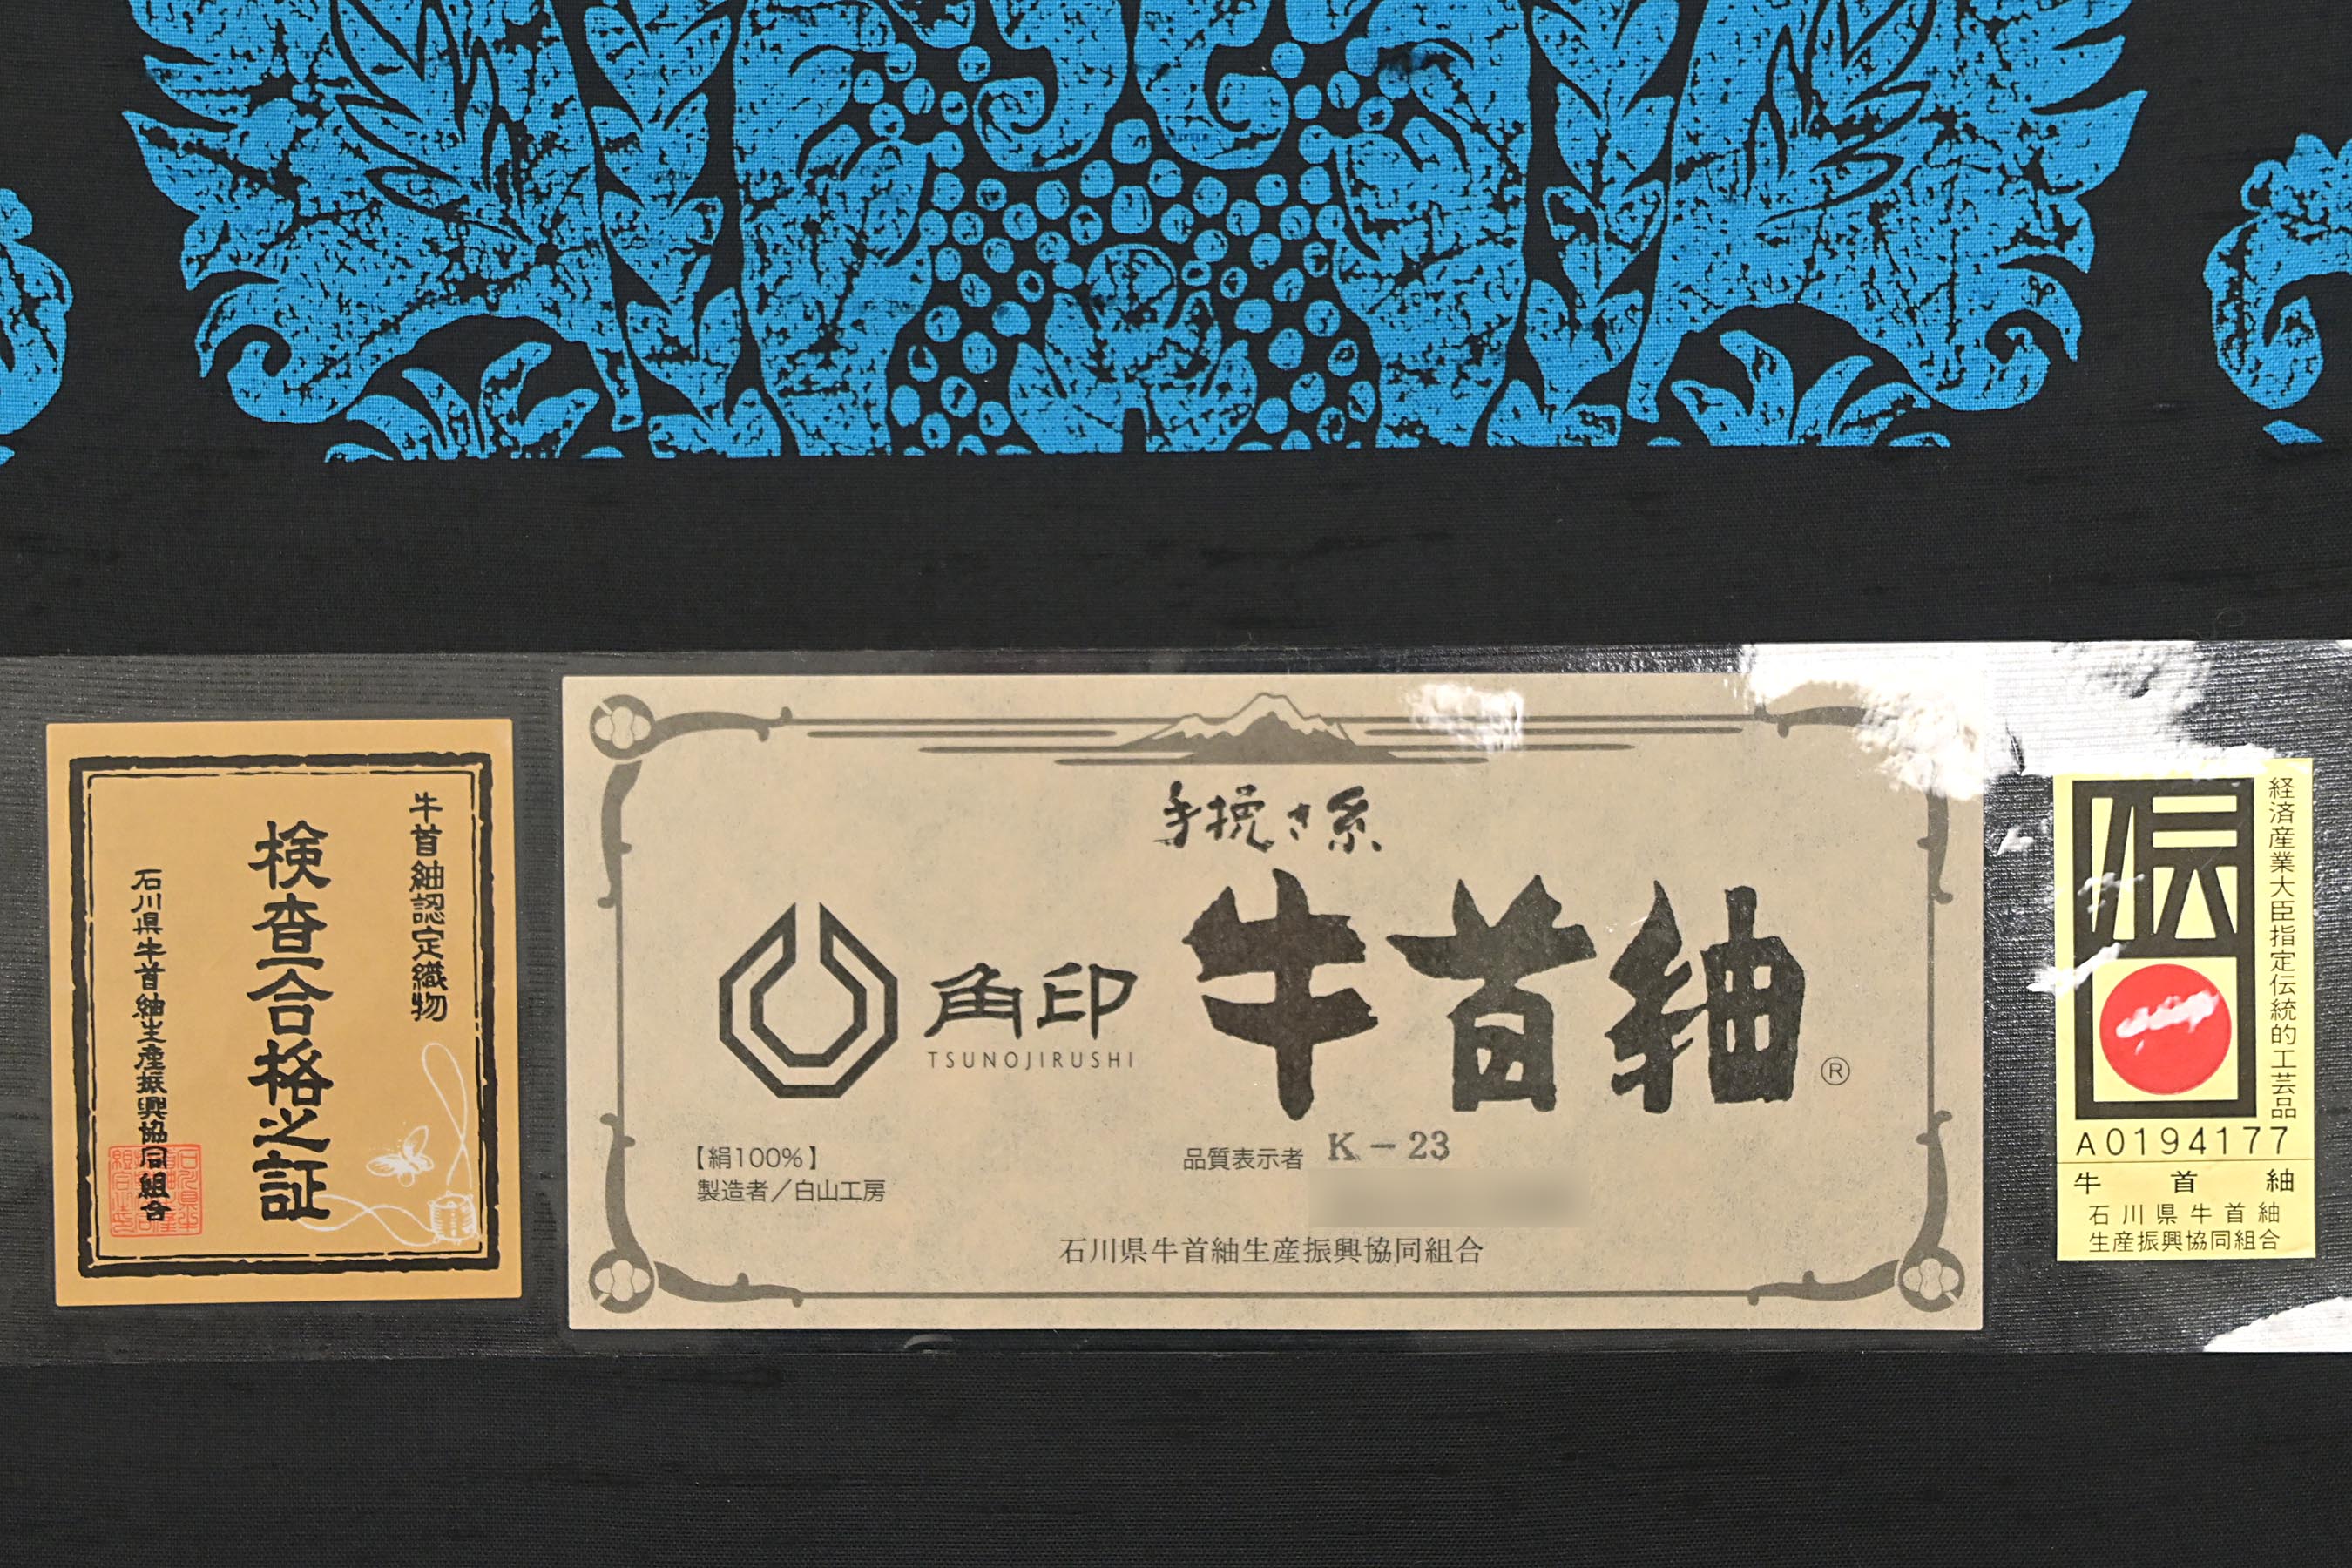 牛首紬認定織物
検査合格之証
石川県牛首紬生産振興協同組合
手挽き糸
角印
TSUNOJIRUSHI
牛首紬
®
【絹100%】
製造者／白山工房
品質表示者 K－23
石川県牛首紬生産振興協同組合
伝
経済産業大臣指定伝統的工芸品
A0194177
牛首紬
石川県牛首紬
生産振興協同組合